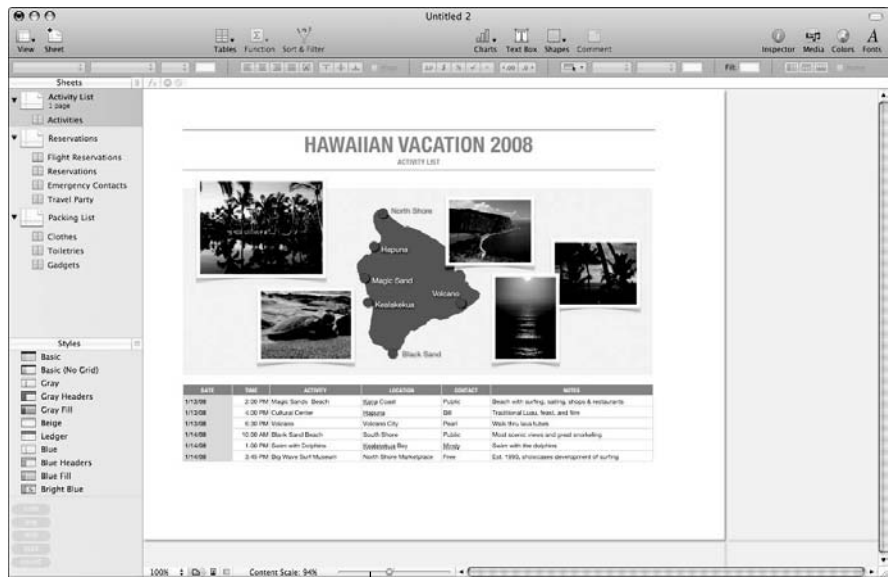 Untitled 2
View Sheet Tables Function Sort & Filter Charts Text Box Shapes Comment Inspector Media Colors Fonts
Fill:
Sheets
Activity List
1 page
Activities
Reservations
Flight Reservations
Reservations
Emergency Contacts
Travel Party
Packing List
Clothes
Toiletries
Gadgets
Styles
Basic
Basic (No Grid)
Gray
Gray Headers
Gray Fill
Beige
Ledger
Blue
Blue Headers
Blue Fill
Bright Blue
HAWAIIAN VACATION 2008
ACTIVITY LIST
North Shore
Hapuna
Magic Sand
Volcano
Kealakekua
Black Sand
DATE TIME ACTIVITY LOCATION CONTACT NOTES
2:00 PM Magic Sands Beach Kona Coast Public Beach with surfing, sailing, shops & restaurants
4:00 PM Cultural Center Hapuna Bill Traditional Luau, feast, and fire
6:30 PM Volcano Volcano City Pearl Walk thru lava tubes
1/14/08 10:00 AM Black Sand Beach South Shore Public Most scenic views and great snorkeling
1/14/08 1:00 PM Swim with Dolphins Kealakekua Bay Mindy Swim with the dolphins
1/14/08 3:45 PM Big Wave Surf Museum North Shore Marketplace Free Est. 1990, showcases development of surfing
100% Content Scale: 94%